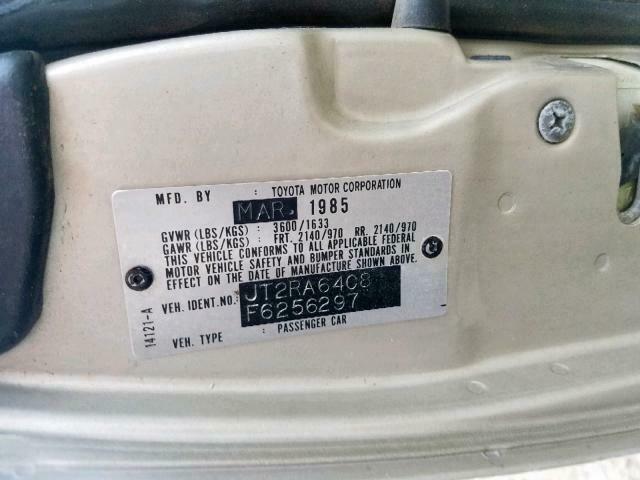 MFD. BY : TOYOTA MOTOR CORPORATION
MAR. 1985
GVWR (LBS/KGS) : 3600/1633
GAWR (LBS/KGS): FRT. 2140/970 RR. 2140/970
THIS VEHICLE CONFORMS TO ALL APPLICABLE FEDERAL
MOTOR VEHICLE SAFETY AND BUMPER STANDARDS IN
EFFECT ON THE DATE OF MANUFACTURE SHOWN ABOVE.
VEH. IDENT.NO. JT2RA64C8
F6256297
VEH. TYPE : PASSENGER CAR
14121-A